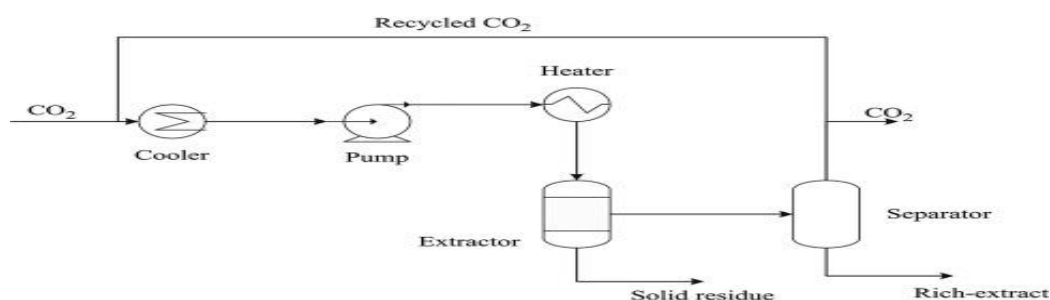 Recycled CO₂
Heater
CO₂
CO₂
Cooler
Pump
Extractor
Separator
Solid residue
Rich-extract